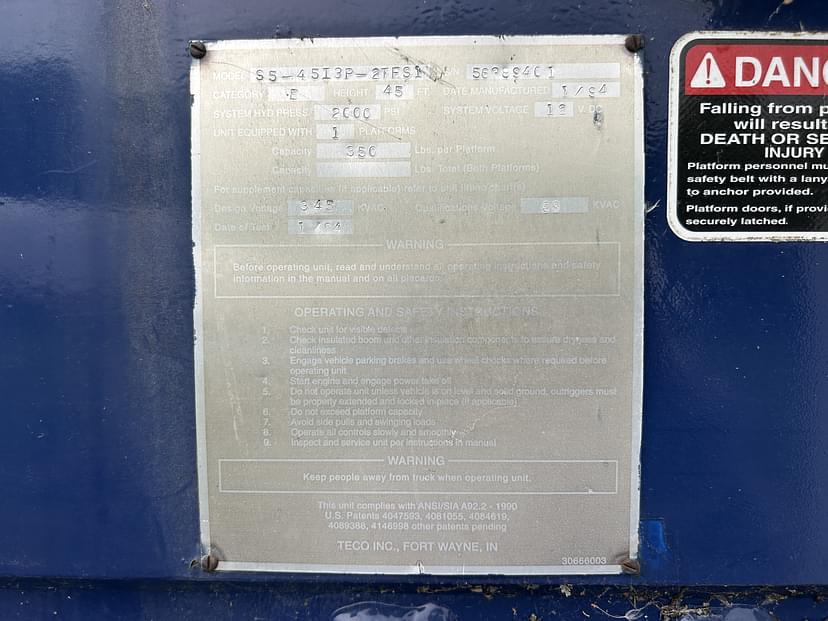 MODEL S5-45I3P-2TFS1 S/N
CATEGORY HEIGHT 45 FT. DATE MANUFACTURED 1/94
SYSTEM HYD PRESS 2000 PSI SYSTEM VOLTAGE 12 V. DC
UNIT EQUIPPED WITH 1 PLATFORMS
Capacity 350 Lbs. per Platform
Capacity Lbs. Total (Both Platforms)
For supplement capacities (if applicable) refer to unit lifting chart(s)
Design Voltage 345 KVAC Qualifications Voltage KVAC
Date of Test 1/94
WARNING
Before operating unit, read and understand all operating instructions and safety
information in the manual and on all placards.
OPERATING AND SAFETY INSTRUCTIONS
1. Check unit for visible defects
2. Check insulated boom and other insulation components to assure dryness and
cleanliness
3. Engage vehicle parking brakes and use wheel chocks where required before
operating unit
4. Start engine and engage power take off
5. Do not operate unit unless vehicle is on level and solid ground, outriggers must
be properly extended and locked in place (if applicable)
6. Do not exceed platform capacity
7. Avoid side pulls and swinging loads
8. Operate all controls slowly and smoothly
9. Inspect and service unit per instructions in manual
WARNING
Keep people away from truck when operating unit.
This unit complies with ANSI/SIA A92.2 - 1990
U.S. Patents 4047593, 4081055, 4084619,
4089388, 4146998 other patents pending
TECO INC., FORT WAYNE, IN
30656003
DANG
Falling from p
will result
DEATH OR SE
INJURY
Platform personnel mu
safety belt with a lany
to anchor provided.
Platform doors, if provi
securely latched.